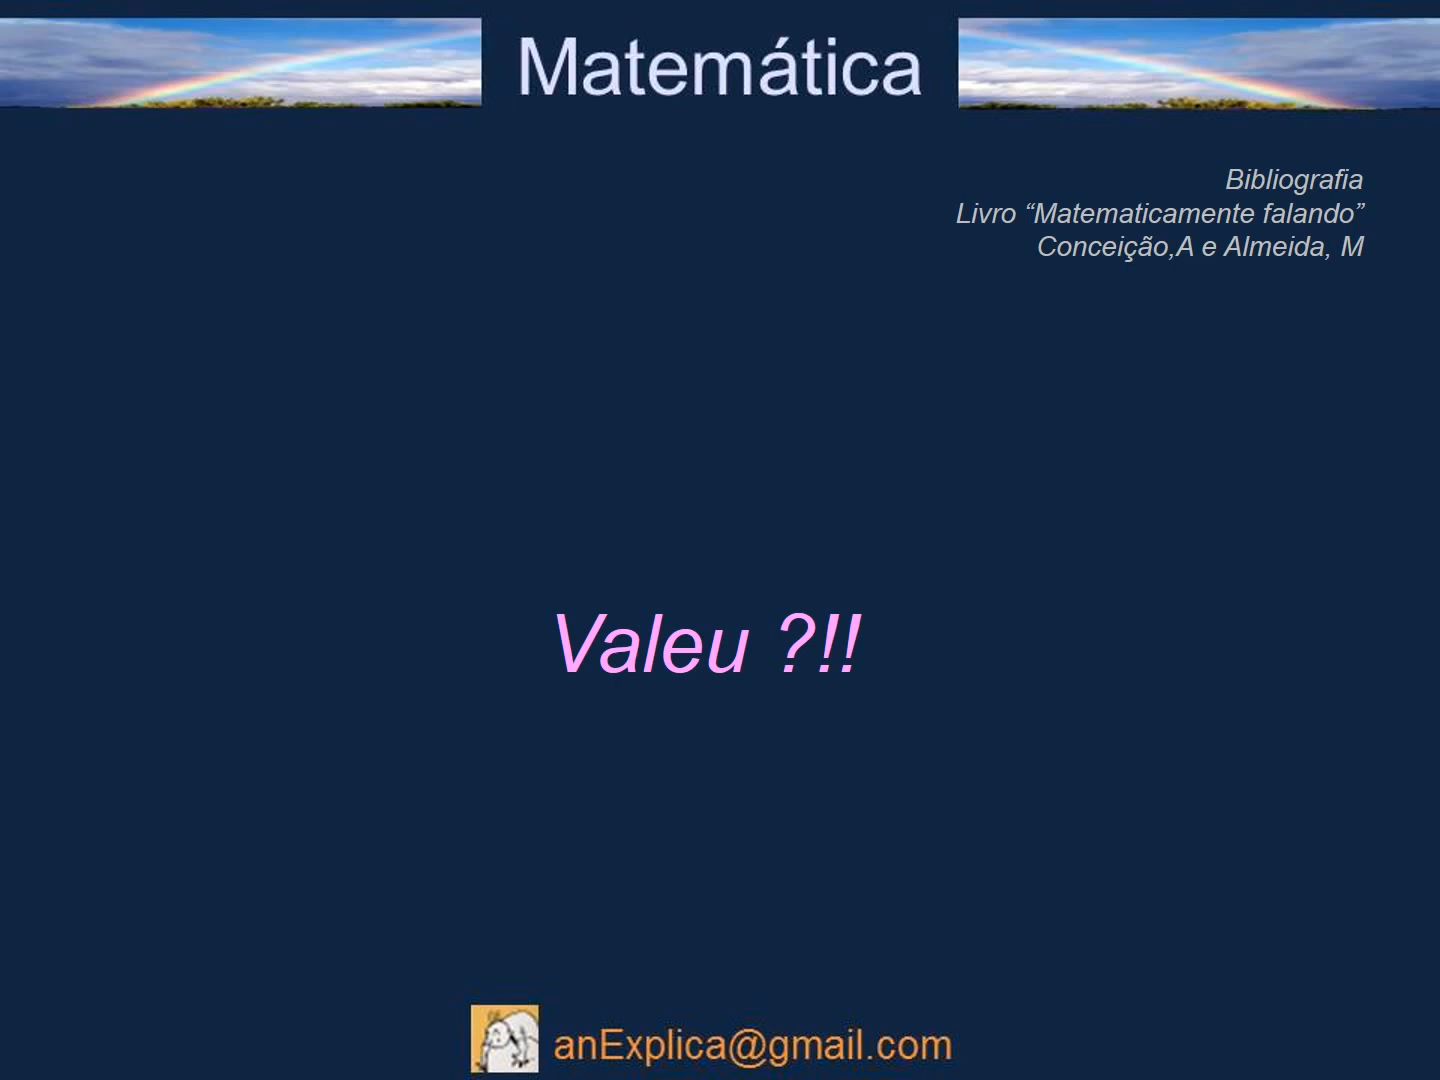 Matemática
Bibliografia
Livro “Matematicamente falando”
Conceição,A e Almeida, M
Valeu ?!!
anExplica@gmail.com